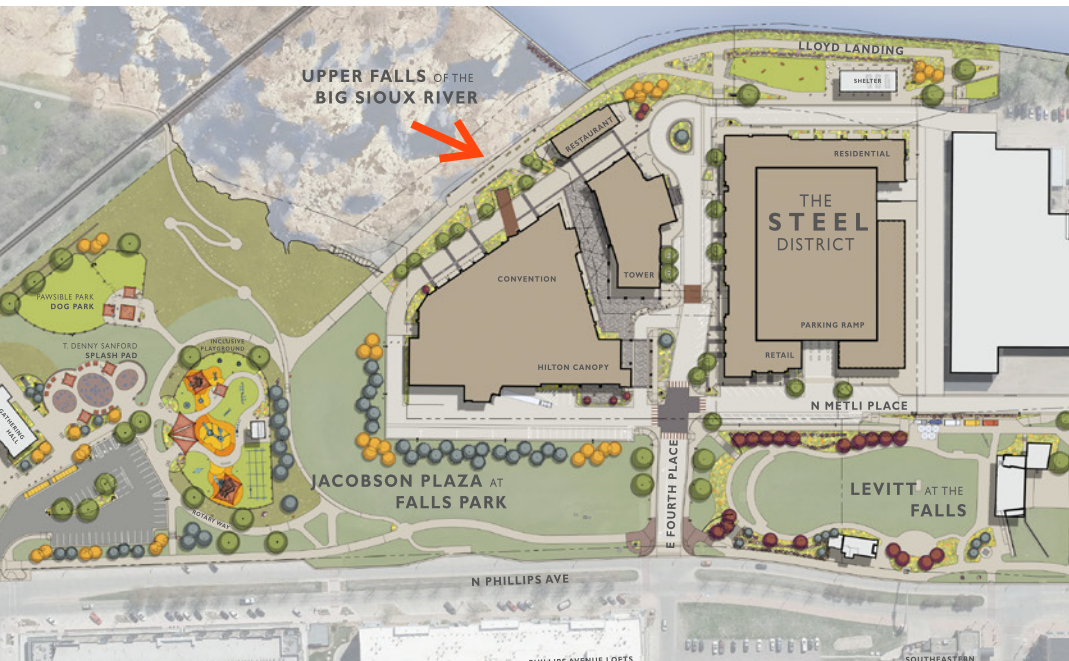 LLOYD LANDING
UPPER FALLS OF THE
BIG SIOUX RIVER
SHELTER
RESTAURANT
RESIDENTIAL
THE
STEEL
DISTRICT
CONVENTION
TOWER
PAWSIBLE PARK
DOG PARK
PARKING RAMP
T. DENNY SANFORD
SPLASH PAD
INCLUSIVE
PLAYGROUND
RETAIL
HILTON CANOPY
N METLI PLACE
GATHERING
HALL
JACOBSON PLAZA AT
FALLS PARK
E FOURTH PLACE
LEVITT AT THE
FALLS
ROTARY WAY
N PHILLIPS AVE
PHILLIPS AVENUE LOFTS
SOUTHEASTERN